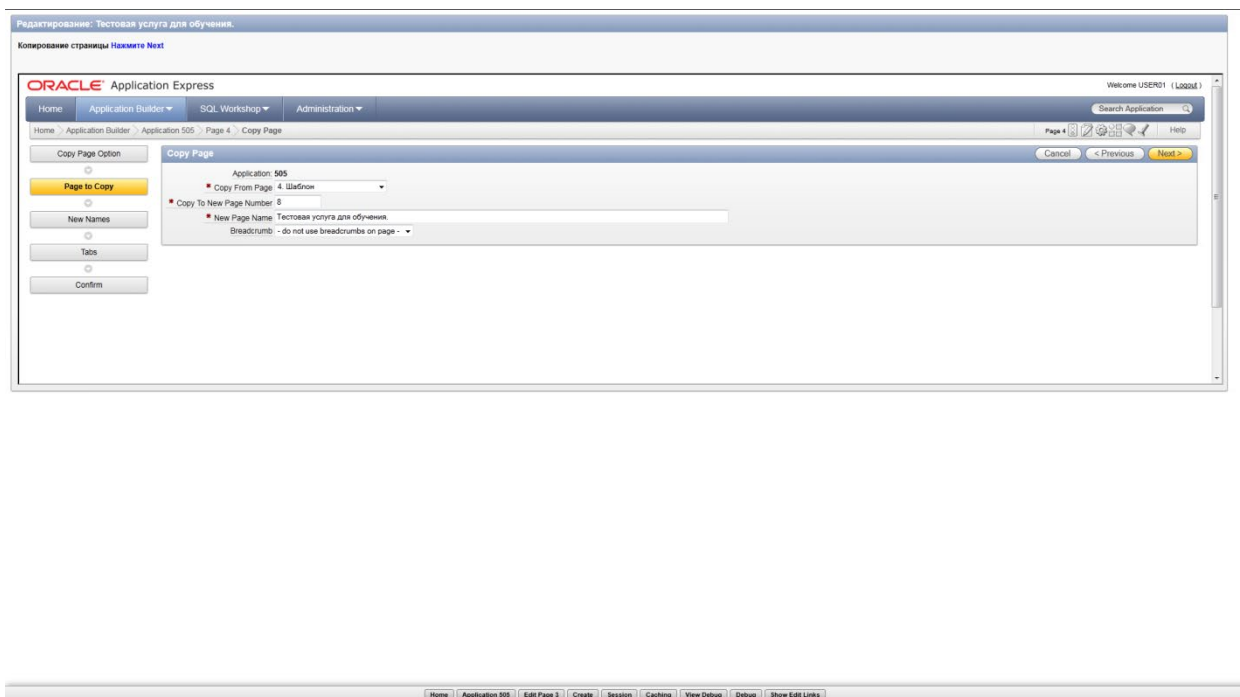 Редактирование: Тестовая услуга для обучения.
Копирование страницы Нажмите Next
ORACLE Application Express
Welcome USER01 ( Logout )
Home Application Builder SQL Workshop Administration Search Application
Home Application Builder Application 505 Page 4 Copy Page Page 4 Help
Copy Page Option
Copy Page Cancel < Previous Next >
Application: 505
Page to Copy
Copy From Page 4. Шаблон
Copy To New Page Number 8
New Names
New Page Name Тестовая услуга для обучения.
Breadcrumb - do not use breadcrumbs on page -
Tabs
Confirm
Home Application 505 Edit Page 3 Create Session Caching View Debug Debug Show Edit Links